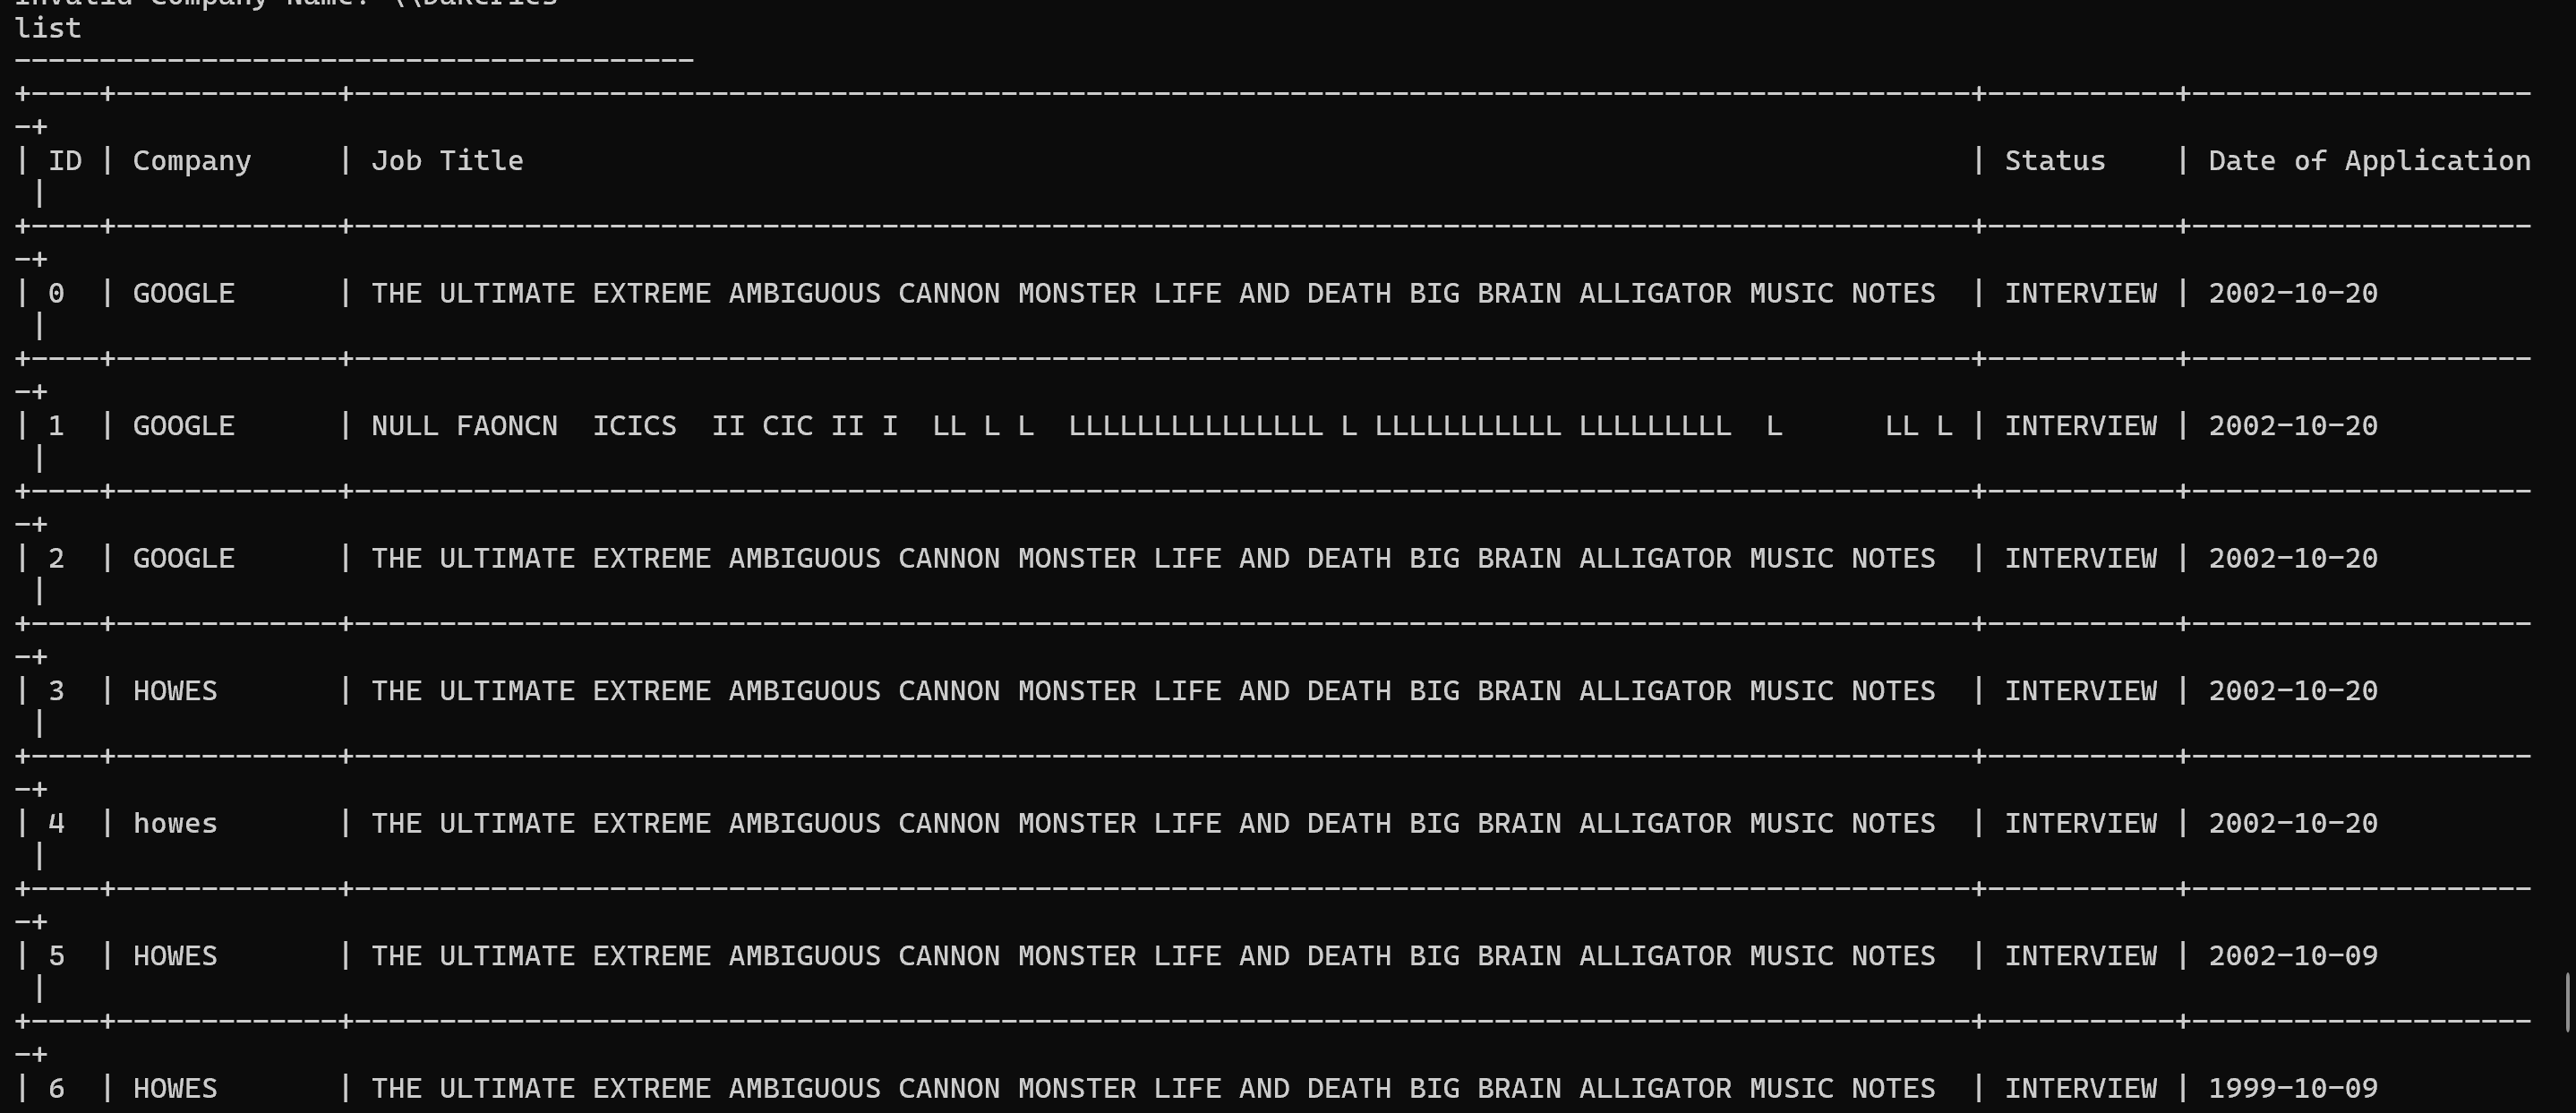 Invalid Company Name:
list
----------------------------------------
+----+-------------+-----------------------------------------------------------------------------------------------+-----------+--------------------
-+
| ID | Company     | Job Title                                                                                     | Status    | Date of Application
 |
+----+-------------+-----------------------------------------------------------------------------------------------+-----------+--------------------
-+
| 0  | GOOGLE      | THE ULTIMATE EXTREME AMBIGUOUS CANNON MONSTER LIFE AND DEATH BIG BRAIN ALLIGATOR MUSIC NOTES  | INTERVIEW | 2002-10-20
 |
+----+-------------+-----------------------------------------------------------------------------------------------+-----------+--------------------
-+
| 1  | GOOGLE      | NULL FAONCN  ICICS  II CIC II I  LL L L  LLLLLLLLLLLLLLL L LLLLLLLLLLL LLLLLLLLL  L      LL L | INTERVIEW | 2002-10-20
 |
+----+-------------+-----------------------------------------------------------------------------------------------+-----------+--------------------
-+
| 2  | GOOGLE      | THE ULTIMATE EXTREME AMBIGUOUS CANNON MONSTER LIFE AND DEATH BIG BRAIN ALLIGATOR MUSIC NOTES  | INTERVIEW | 2002-10-20
 |
+----+-------------+-----------------------------------------------------------------------------------------------+-----------+--------------------
-+
| 3  | HOWES       | THE ULTIMATE EXTREME AMBIGUOUS CANNON MONSTER LIFE AND DEATH BIG BRAIN ALLIGATOR MUSIC NOTES  | INTERVIEW | 2002-10-20
 |
+----+-------------+-----------------------------------------------------------------------------------------------+-----------+--------------------
-+
| 4  | howes       | THE ULTIMATE EXTREME AMBIGUOUS CANNON MONSTER LIFE AND DEATH BIG BRAIN ALLIGATOR MUSIC NOTES  | INTERVIEW | 2002-10-20
 |
+----+-------------+-----------------------------------------------------------------------------------------------+-----------+--------------------
-+
| 5  | HOWES       | THE ULTIMATE EXTREME AMBIGUOUS CANNON MONSTER LIFE AND DEATH BIG BRAIN ALLIGATOR MUSIC NOTES  | INTERVIEW | 2002-10-09
 |
+----+-------------+-----------------------------------------------------------------------------------------------+-----------+--------------------
-+
| 6  | HOWES       | THE ULTIMATE EXTREME AMBIGUOUS CANNON MONSTER LIFE AND DEATH BIG BRAIN ALLIGATOR MUSIC NOTES  | INTERVIEW | 1999-10-09